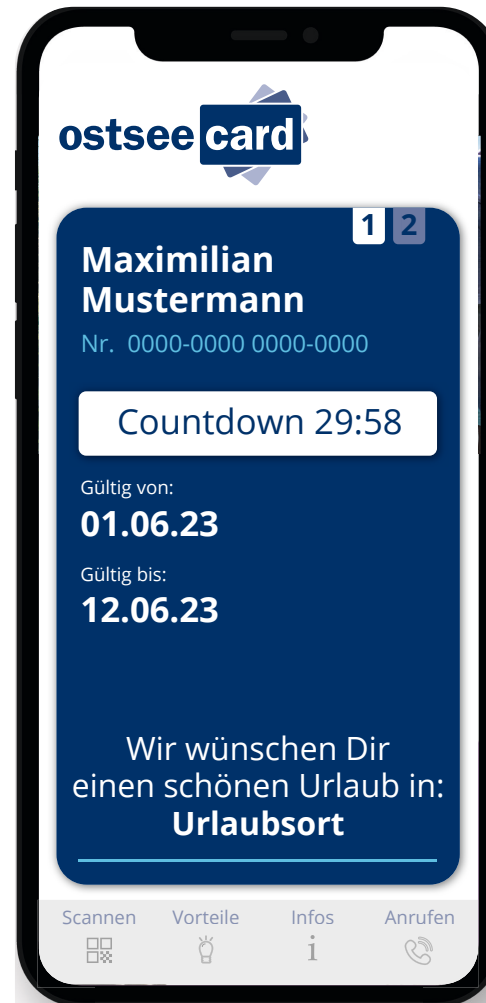 ostsee card
1 2
Maximilian
Mustermann
Nr. 0000-0000 0000-0000
Countdown 29:58
Gültig von:
01.06.23
Gültig bis:
12.06.23
Wir wünschen Dir
einen schönen Urlaub in:
Urlaubsort
Scannen Vorteile Infos Anrufen